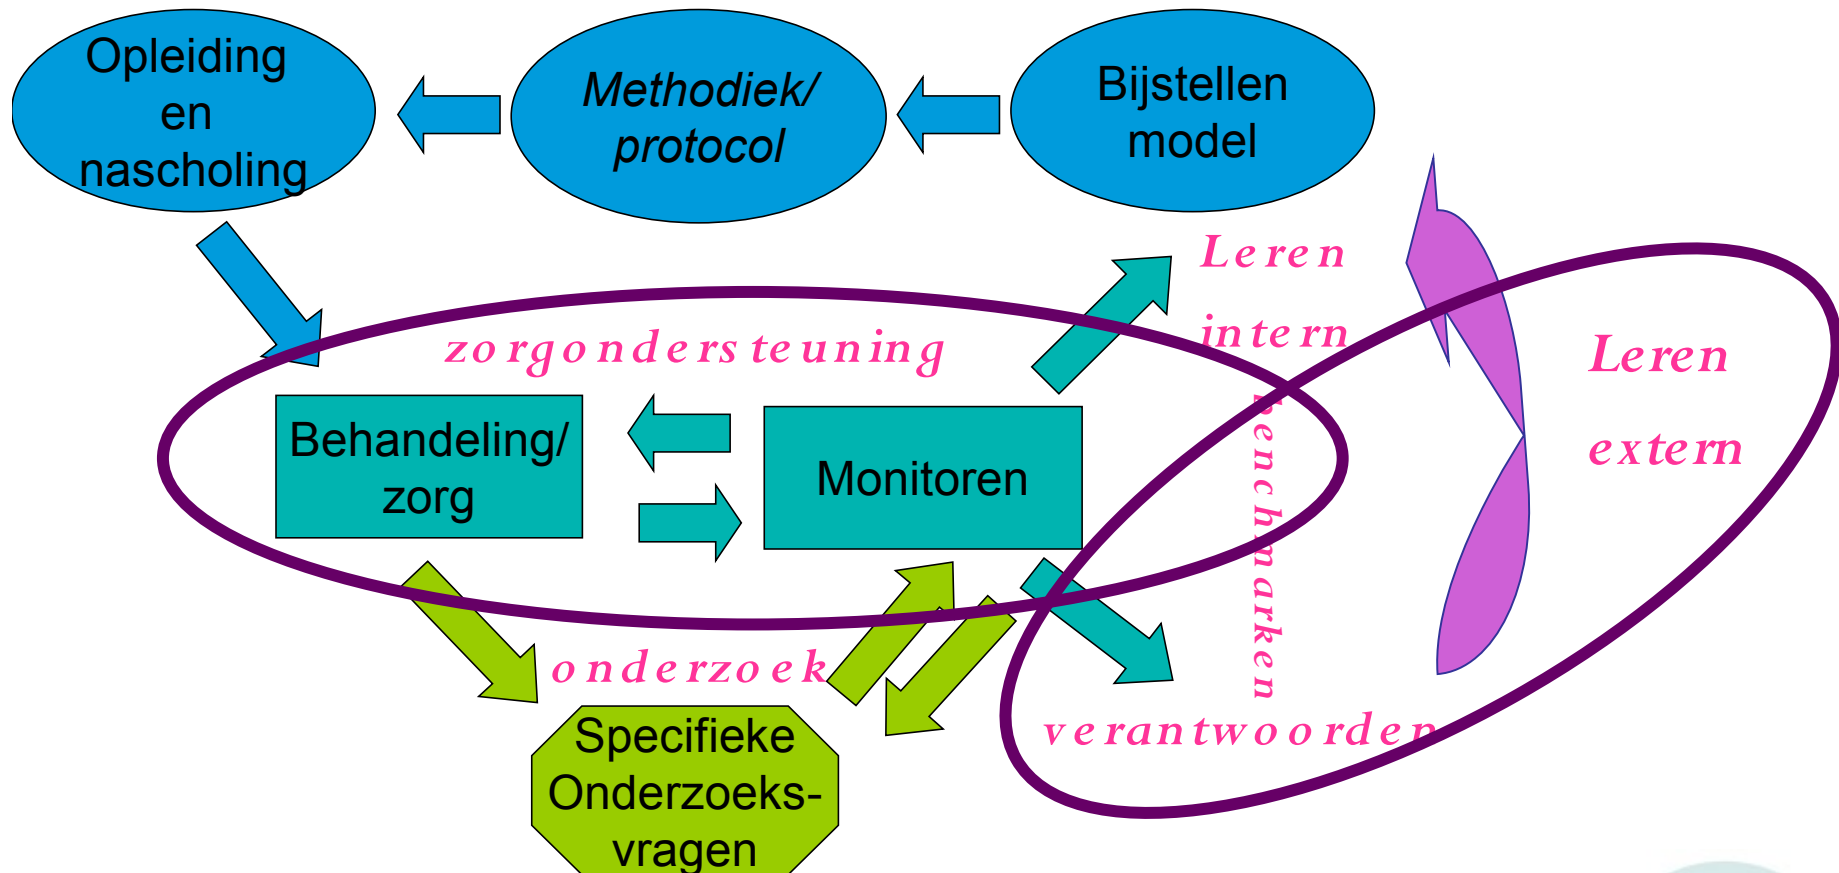 Opleiding
en
nascholing
Methodiek/
protocol
Bijstellen
model
Leren
intern
zorgondersteuning
Leren
extern
Behandeling/
zorg
Monitoren
benchmarken
onderzoek
verantwoorden
Specifieke
Onderzoeks-
vragen